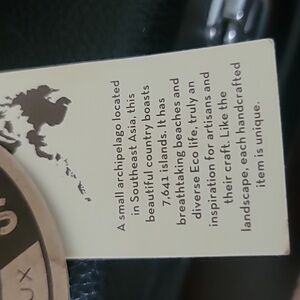 A small archipelago located
in Southeast Asia, this
beautiful country boasts
7,641 islands. It has
breathtaking beaches and
diverse Eco life, truly an
inspiration for artisans and
their craft. Like the
landscape, each handcrafted
item is unique.
UX